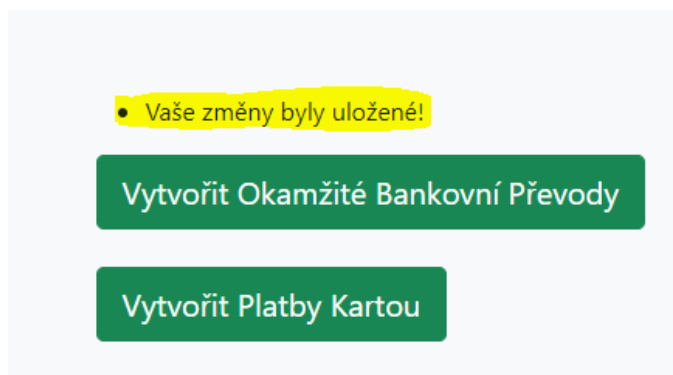 Vaše změny byly uložené!
Vytvořit Okamžité Bankovní Převody
Vytvořit Platby Kartou